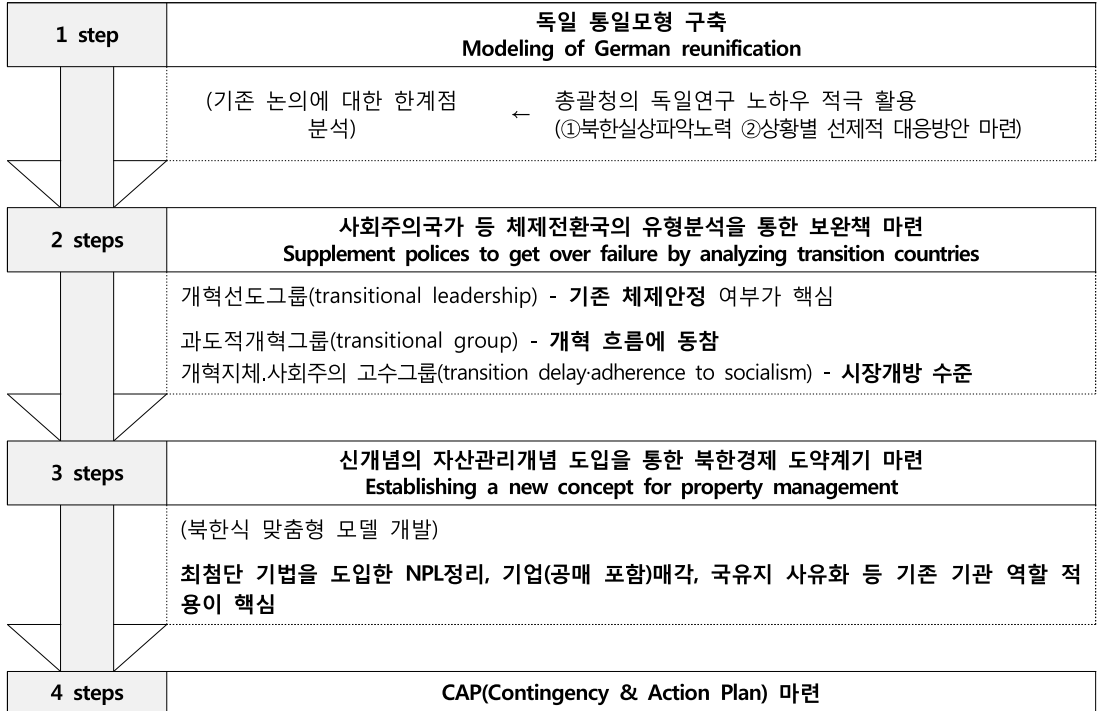 1 step
독일 통일모형 구축
Modeling of German reunification
(기존 논의에 대한 한계점
분석)
←
총괄청의 독일연구 노하우 적극 활용
(①북한실상파악노력 ②상황별 선제적 대응방안 마련)
2 steps
사회주의국가 등 체제전환국의 유형분석을 통한 보완책 마련
Supplement polices to get over failure by analyzing transition countries
개혁선도그룹(transitional leadership) - 기존 체제안정 여부가 핵심
과도적개혁그룹(transitional group) - 개혁 흐름에 동참
개혁지체.사회주의 고수그룹(transition delay·adherence to socialism) - 시장개방 수준
3 steps
신개념의 자산관리개념 도입을 통한 북한경제 도약계기 마련
Establishing a new concept for property management
(북한식 맞춤형 모델 개발)
최첨단 기법을 도입한 NPL정리, 기업(공매 포함)매각, 국유지 사유화 등 기존 기관 역할 적
용이 핵심
4 steps
CAP(Contingency & Action Plan) 마련